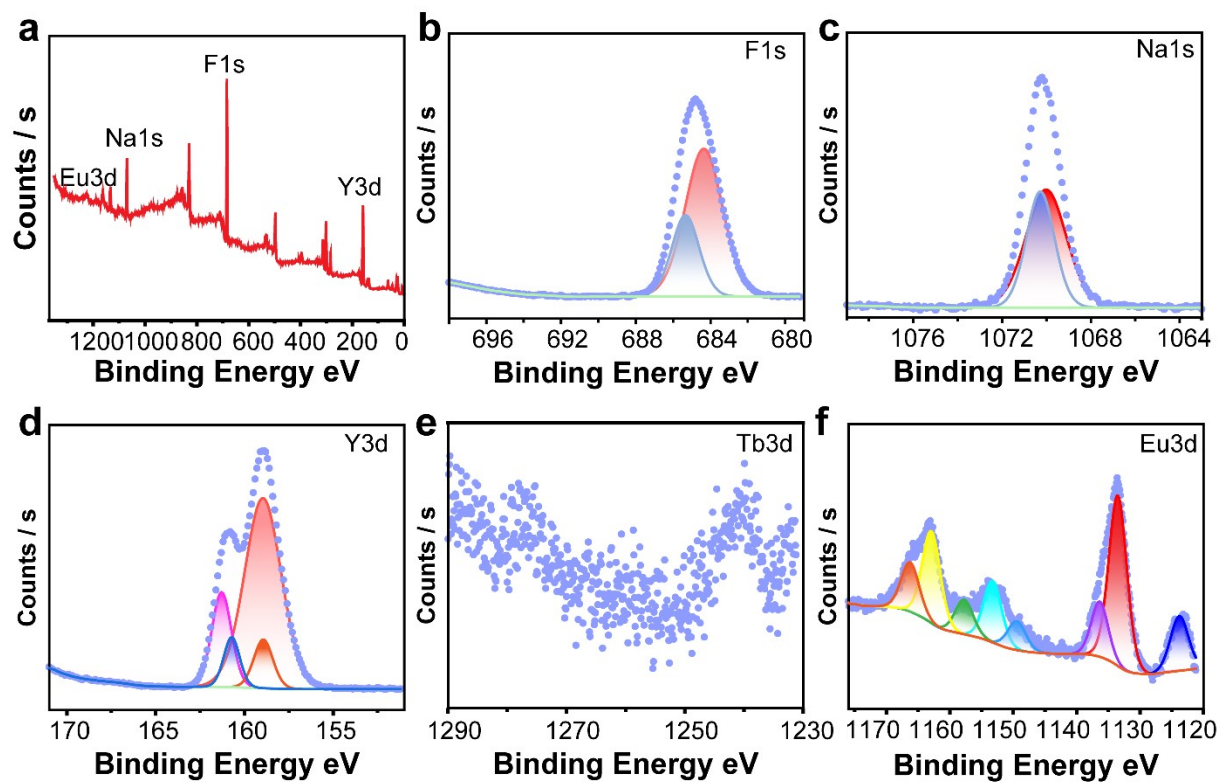 a
F1s
Na1s
Eu3d
Y3d
Counts / s
1200 1000 800 600 400 200 0
Binding Energy eV
b
F1s
Counts / s
696 692 688 684 680
Binding Energy eV
c
Na1s
Counts / s
1076 1072 1068 1064
Binding Energy eV
d
Y3d
Counts / s
170 165 160 155
Binding Energy eV
e
Tb3d
Counts / s
1290 1270 1250 1230
Binding Energy eV
f
Eu3d
Counts / s
1170 1160 1150 1140 1130 1120
Binding Energy eV